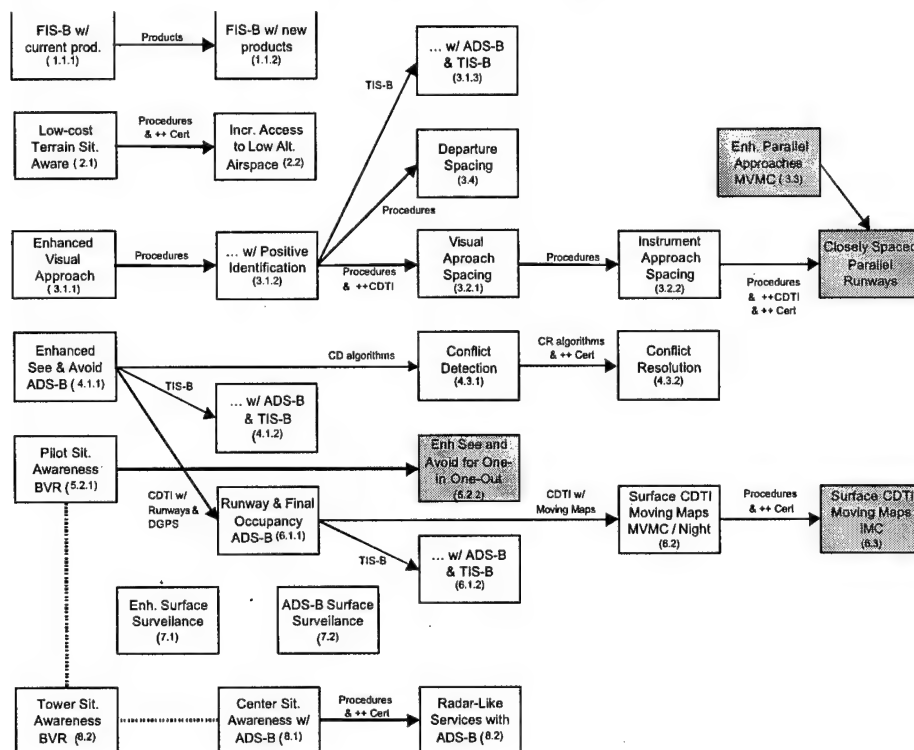 FIS-B w/
current prod.
(1.1.1)
Products
FIS-B w/ new
products
(1.1.2)
... w/ ADS-B
& TIS-B
(3.1.3)
TIS-B
Low-cost
Terrain Sit.
Aware (2.1)
Procedures
& ++ Cert
Incr. Access
to Low Alt.
Airspace (2.2)
Departure
Spacing
(3.4)
Procedures
Enh. Parallel
Approaches
MVMC (3.3)
Enhanced
Visual
Approach
(3.1.1)
Procedures
... w/ Positive
Identification
(3.1.2)
Procedures
& ++CDTI
Visual
Aproach
Spacing
(3.2.1)
Procedures
Instrument
Approach
Spacing
(3.2.2)
Procedures
& ++CDTI
& ++ Cert
Closely Spaced
Parallel
Runways
Enhanced
See & Avoid
ADS-B (4.1.1)
CD algorithms
Conflict
Detection
(4.3.1)
CR algorithms
& ++ Cert
Conflict
Resolution
(4.3.2)
TIS-B
... w/ ADS-B
& TIS-B
(4.1.2)
Pilot Sit.
Awareness
BVR (5.2.1)
Enh See and
Avoid for One-
In One-Out
(5.2.2)
CDTI w/
Runways &
DGPS
Runway & Final
Occupancy
ADS-B (6.1.1)
CDTI w/
Moving Maps
Surface CDTI
Moving Maps
MVMC / Night
(6.2)
Procedures
& ++ Cert
Surface CDTI
Moving Maps
IMC
(6.3)
TIS-B
... w/ ADS-B
& TIS-B
(6.1.2)
Enh. Surface
Surveilance
(7.1)
ADS-B Surface
Surveilance
(7.2)
Tower Sit.
Awareness
BVR (8.2)
Center Sit.
Awareness w/
ADS-B (8.1)
Procedures
& ++ Cert
Radar-Like
Services with
ADS-B (8.2)